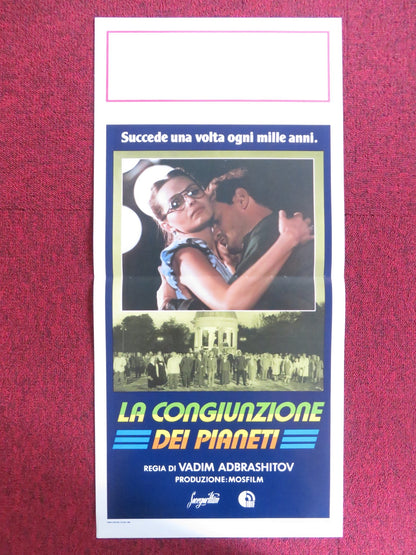 Succede una volta ogni mille anni.
LA CONGIUNZIONE
DEI PIANETI
REGIA DI VADIM ADBRASHITOV
PRODUZIONE: MOSFILM